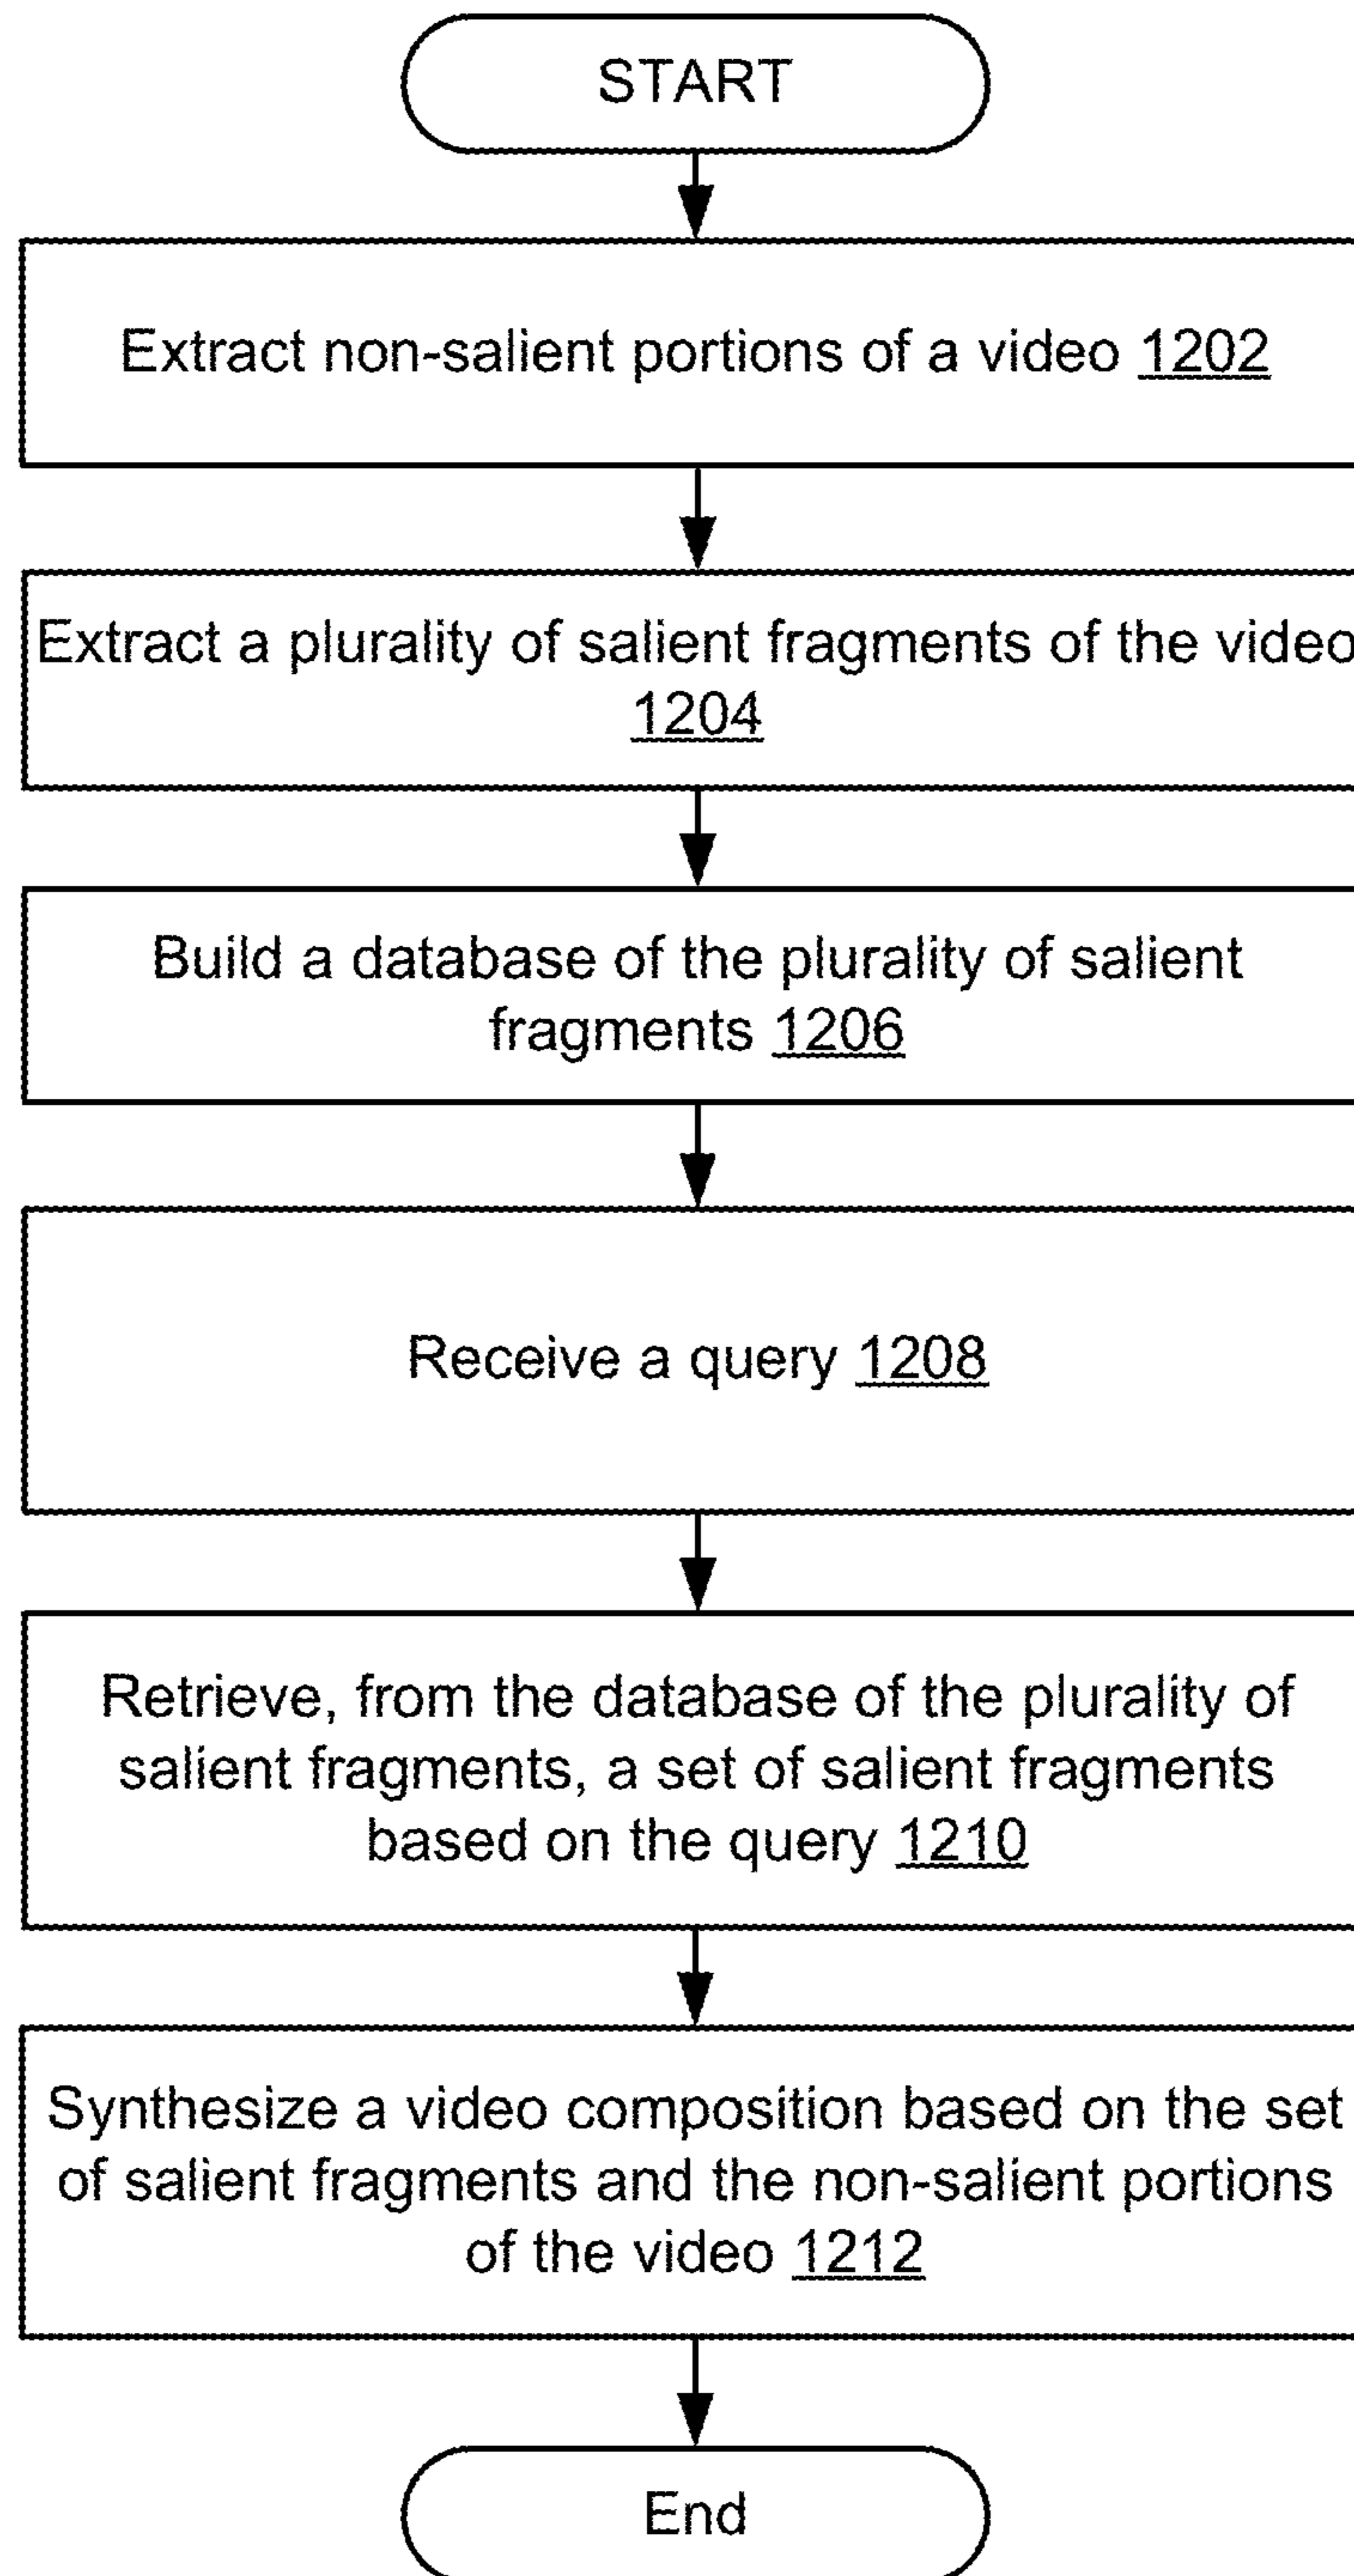 START
Extract non-salient portions of a video 1202
Extract a plurality of salient fragments of the video
1204
Build a database of the plurality of salient
fragments 1206
Receive a query 1208
Retrieve, from the database of the plurality of
salient fragments, a set of salient fragments
based on the query 1210
Synthesize a video composition based on the set
of salient fragments and the non-salient portions
of the video 1212
End